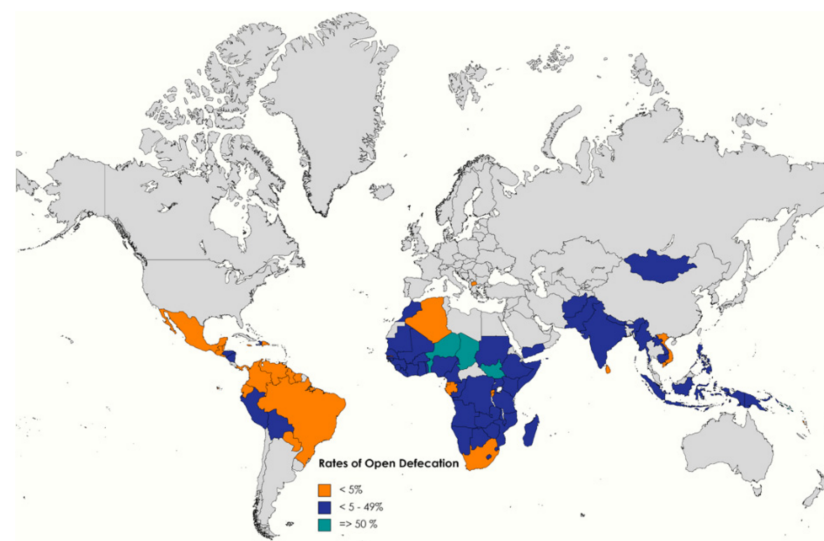 Rates of Open Defecation
< 5%
< 5 - 49%
=> 50 %